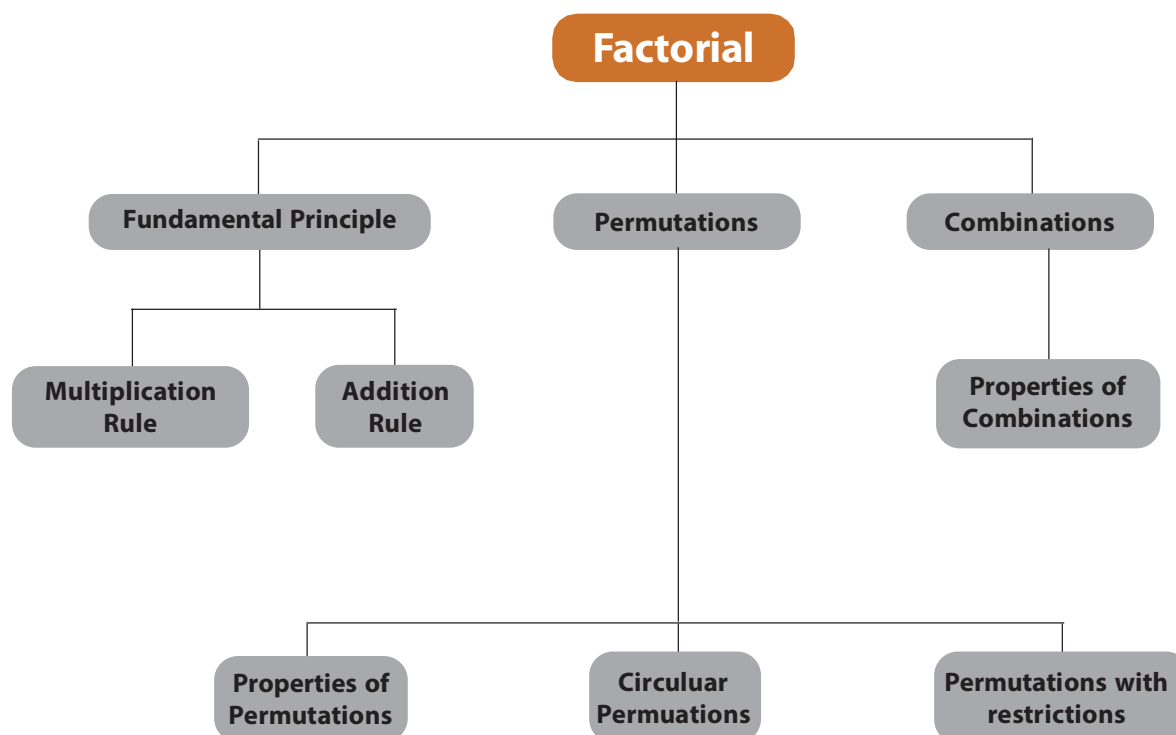 Factorial
Fundamental Principle
Permutations
Combinations
Multiplication
Rule
Addition
Rule
Properties of
Combinations
Properties of
Permutations
Circuluar
Permuations
Permutations with
restrictions